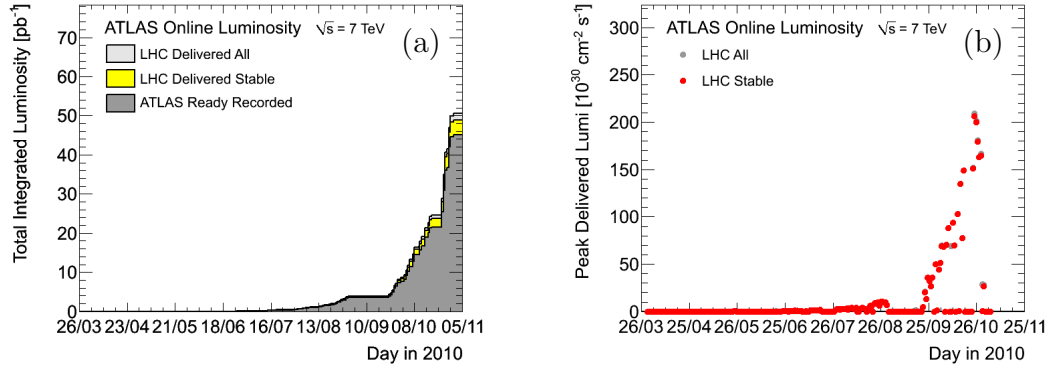 ATLAS Online Luminosity √s = 7 TeV (a)
LHC Delivered All
LHC Delivered Stable
ATLAS Ready Recorded
Total Integrated Luminosity [pb⁻¹]
70
60
50
40
30
20
10
0
26/03 23/04 21/05 18/06 16/07 13/08 10/09 08/10 05/11
Day in 2010
ATLAS Online Luminosity √s = 7 TeV (b)
LHC All
LHC Stable
Peak Delivered Lumi [10³⁰ cm⁻² s⁻¹]
300
250
200
150
100
50
0
26/03 25/04 26/05 25/06 26/07 26/08 25/09 26/10 25/11
Day in 2010